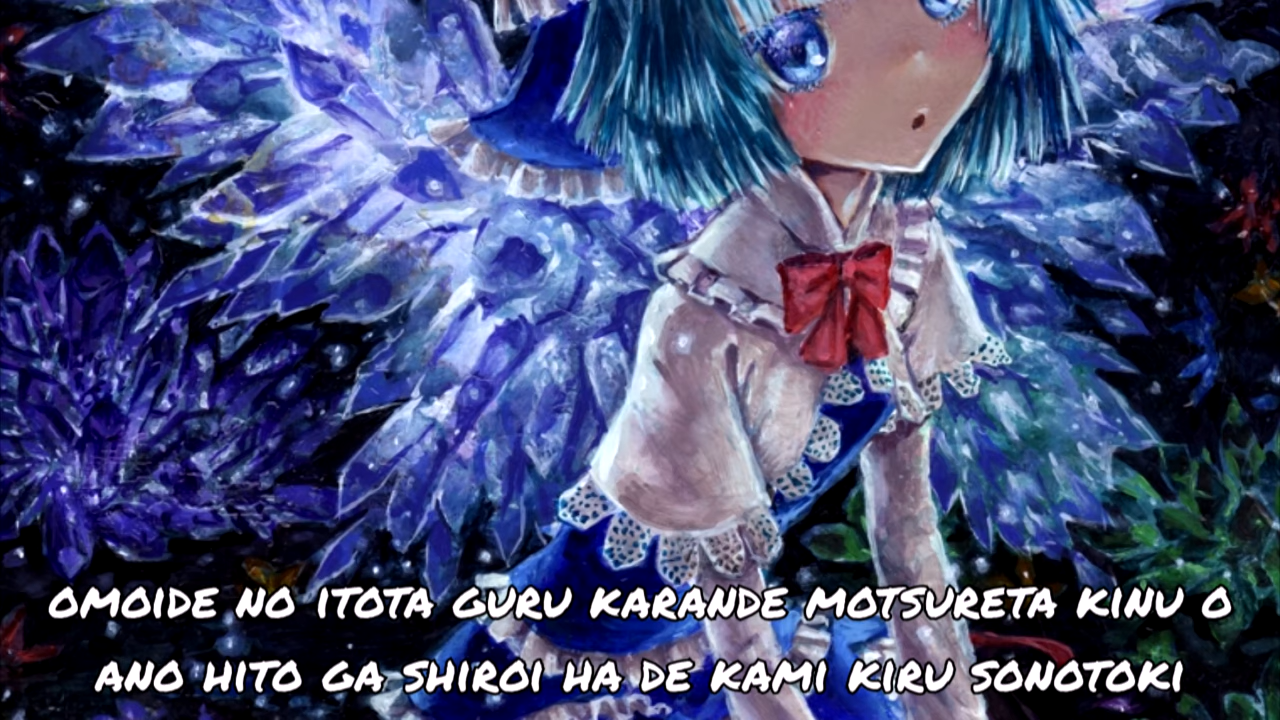 OMOIDE NO ITOTA GURU KARANDE MOTSURETA KINU O
ANO HITO GA SHIROI HA DE KAMI KIRU SONOTOKI